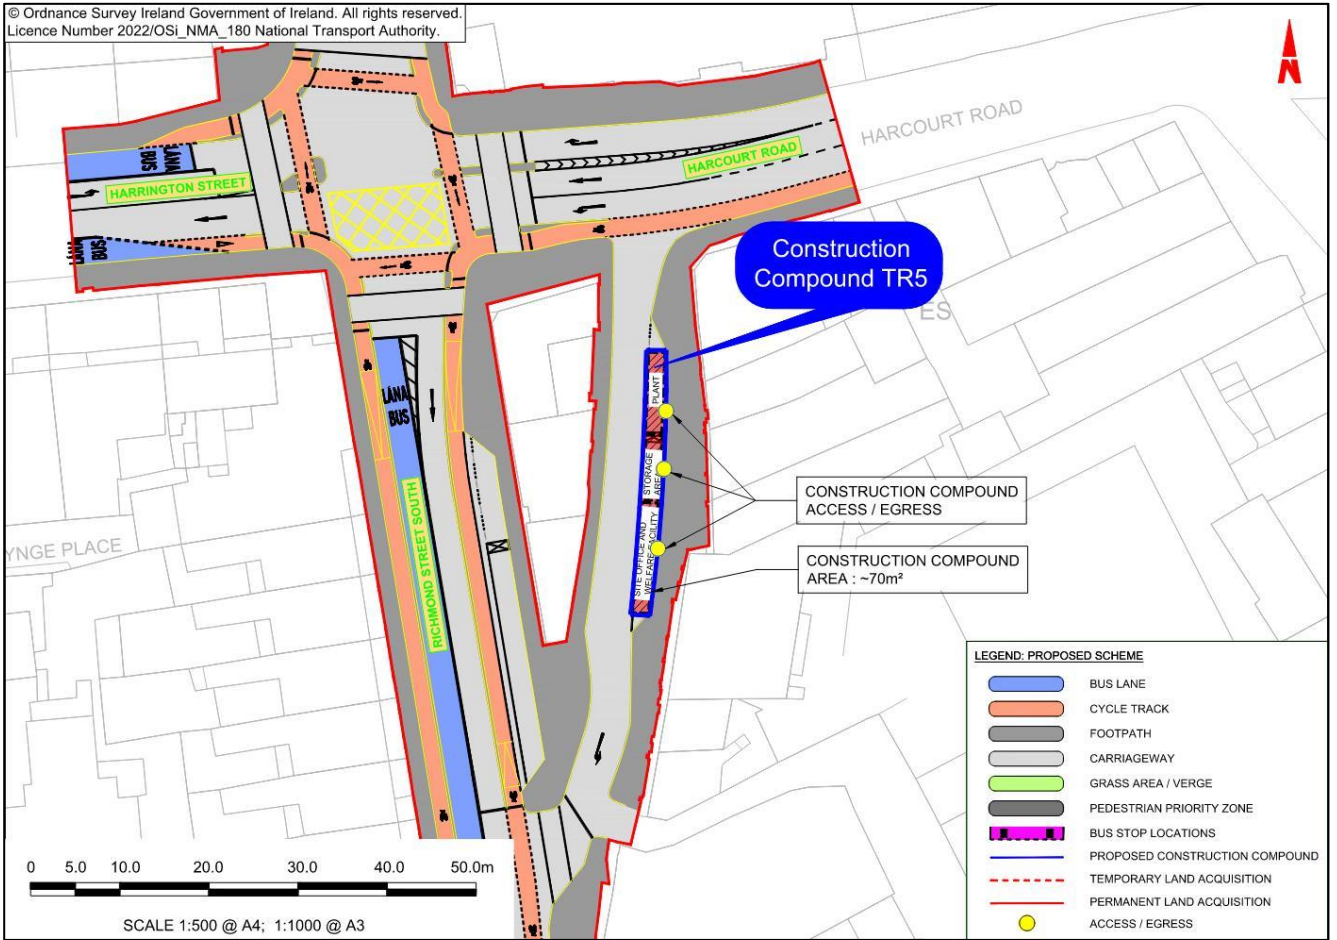 © Ordnance Survey Ireland Government of Ireland. All rights reserved.
Licence Number 2022/OSi_NMA_180 National Transport Authority.
N
HARCOURT ROAD
HARCOURT ROAD
LÁNA
BUS
HARRINGTON STREET
LÁNA
BUS
Construction
Compound TR5
ES
PLANT
LÁNA
BUS
STORAGE
AREA
CONSTRUCTION COMPOUND
ACCESS / EGRESS
SITE OFFICE AND
WELFARE FACILITY
RICHMOND STREET SOUTH
YNGE PLACE
CONSTRUCTION COMPOUND
AREA : ~70m²
LEGEND: PROPOSED SCHEME
BUS LANE
CYCLE TRACK
FOOTPATH
CARRIAGEWAY
GRASS AREA / VERGE
PEDESTRIAN PRIORITY ZONE
BUS STOP LOCATIONS
PROPOSED CONSTRUCTION COMPOUND
TEMPORARY LAND ACQUISITION
PERMANENT LAND ACQUISITION
ACCESS / EGRESS
0 5.0 10.0 20.0 30.0 40.0 50.0m
SCALE 1:500 @ A4; 1:1000 @ A3